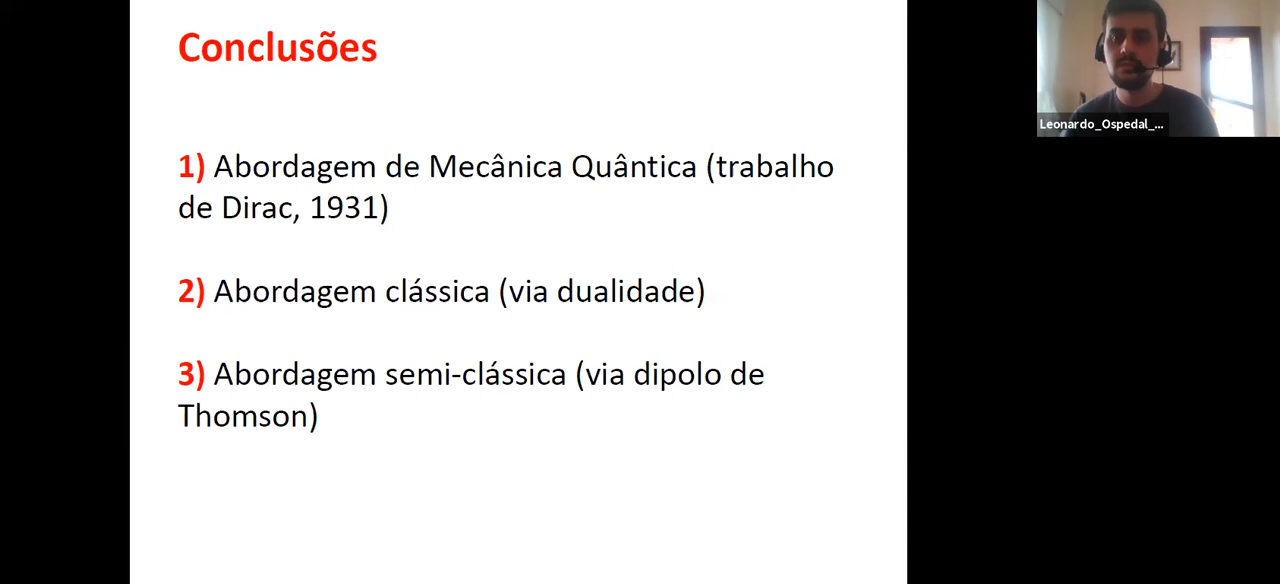 Conclusões
1) Abordagem de Mecânica Quântica (trabalho
de Dirac, 1931)
2) Abordagem clássica (via dualidade)
3) Abordagem semi-clássica (via dipolo de
Thomson)
Leonardo_Ospedal_...